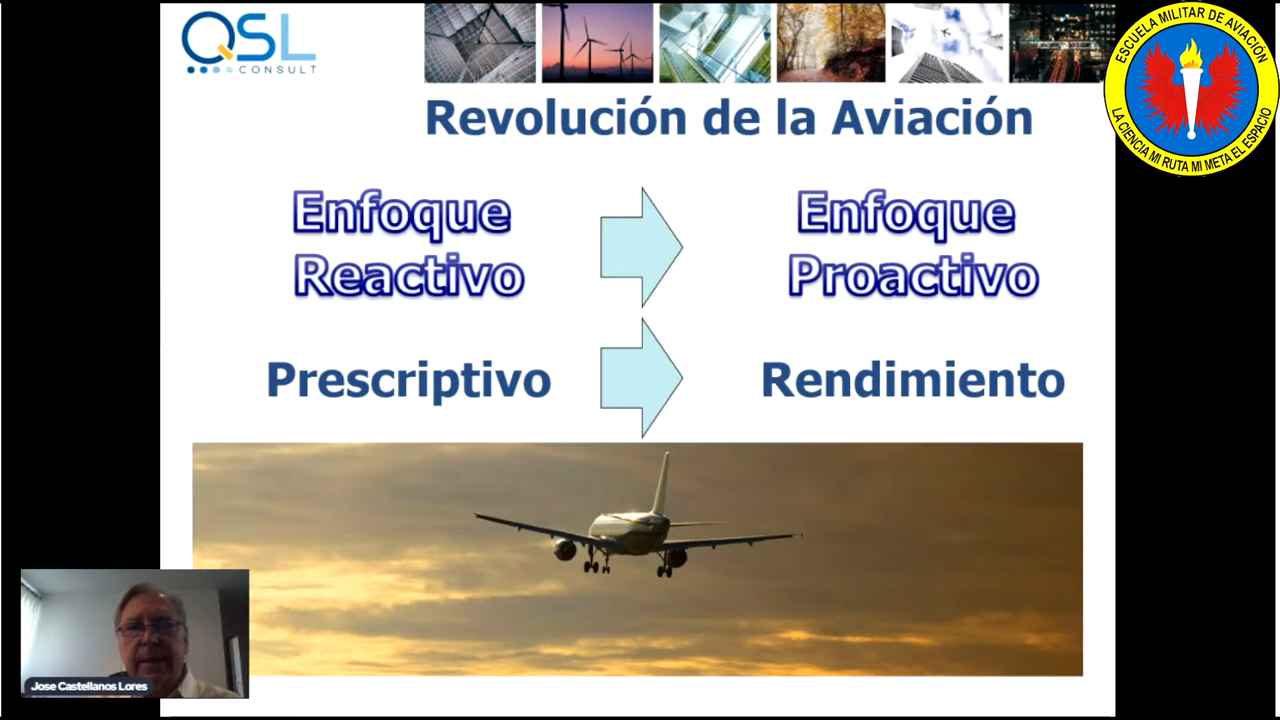 QSL
CONSULT
ESCUELA MILITAR DE AVIACIÓN
LA CIENCIA MI RUTA MI META EL ESPACIO
Revolución de la Aviación
Enfoque
Reactivo
Enfoque
Proactivo
Prescriptivo
Rendimiento
Jose Castellanos Lores